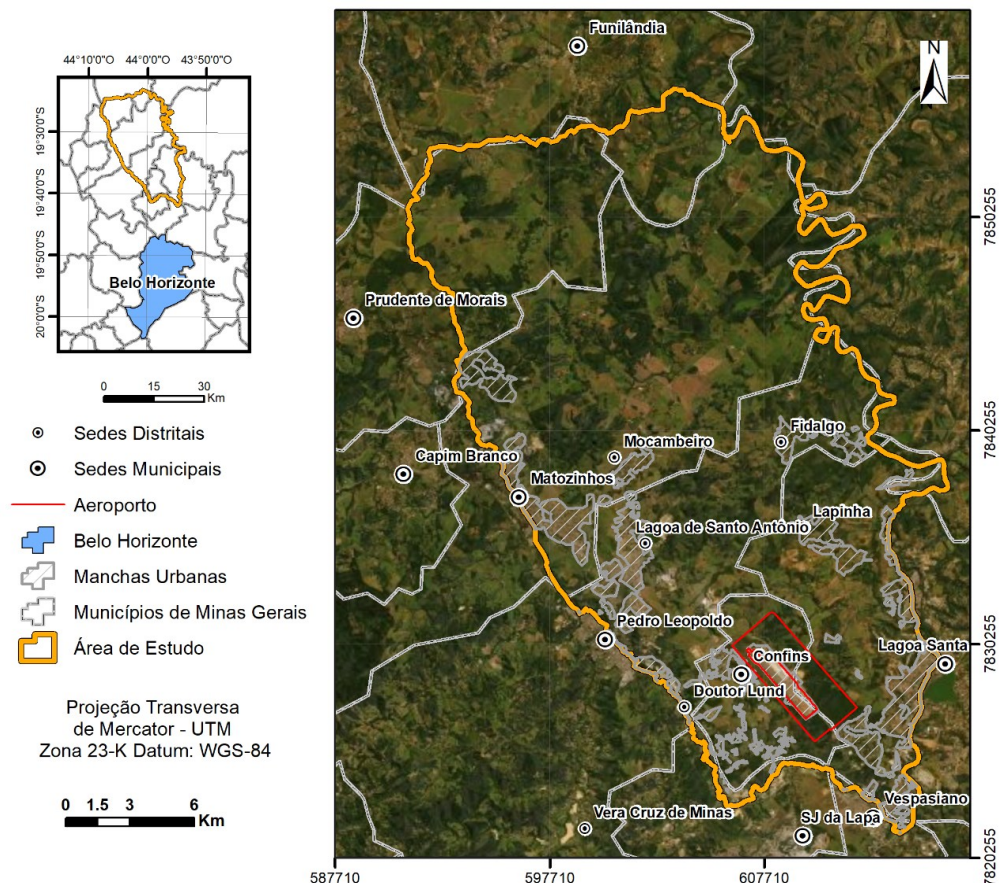 44°10'0"O 44°0'0"O 43°50'0"O
19°30'0"S
19°40'0"S
19°50'0"S
20°0'0"S
Belo Horizonte
0 15 30
Km
Sedes Distritais
Sedes Municipais
Aeroporto
Belo Horizonte
Manchas Urbanas
Municípios de Minas Gerais
Área de Estudo
Projeção Transversa
de Mercator - UTM
Zona 23-K Datum: WGS-84
0 1.5 3 6
Km
N
Funilândia
Prudente de Morais
Capim Branco
Matozinhos
Mocambeiro
Fidalgo
Lapinha
Lagoa de Santo Antônio
Pedro Leopoldo
Confins
Lagoa Santa
Doutor Lund
Vera Cruz de Minas
SJ da Lapa
Vespasiano
7850255
7840255
7830255
7820255
587710 597710 607710